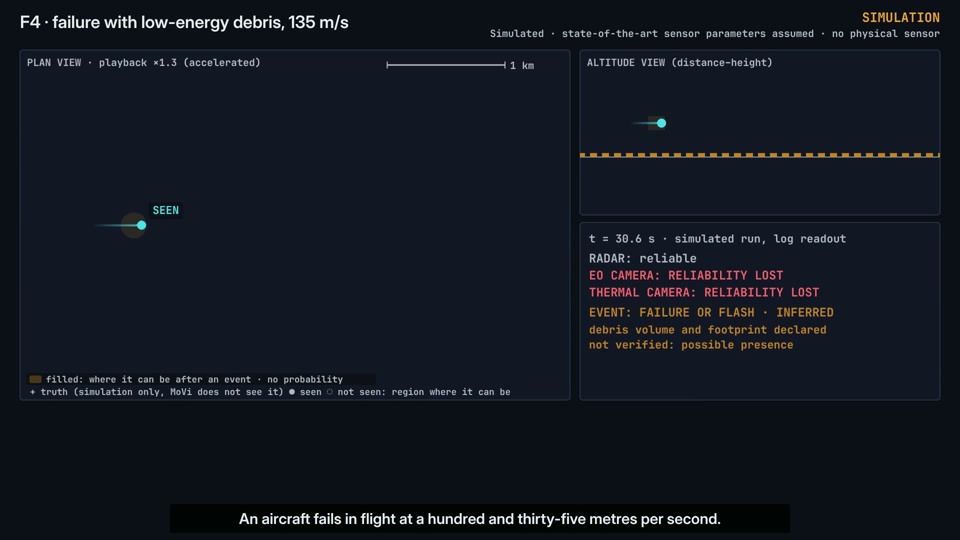 F4 · failure with low-energy debris, 135 m/s
SIMULATION
Simulated · state-of-the-art sensor parameters assumed · no physical sensor
PLAN VIEW · playback ×1.3 (accelerated)
1 km
SEEN
filled: where it can be after an event · no probability
+ truth (simulation only, MoVi does not see it) ● seen ○ not seen: region where it can be
ALTITUDE VIEW (distance-height)
t = 30.6 s · simulated run, log readout
RADAR: reliable
EO CAMERA: RELIABILITY LOST
THERMAL CAMERA: RELIABILITY LOST
EVENT: FAILURE OR FLASH · INFERRED
debris volume and footprint declared
not verified: possible presence
An aircraft fails in flight at a hundred and thirty-five metres per second.